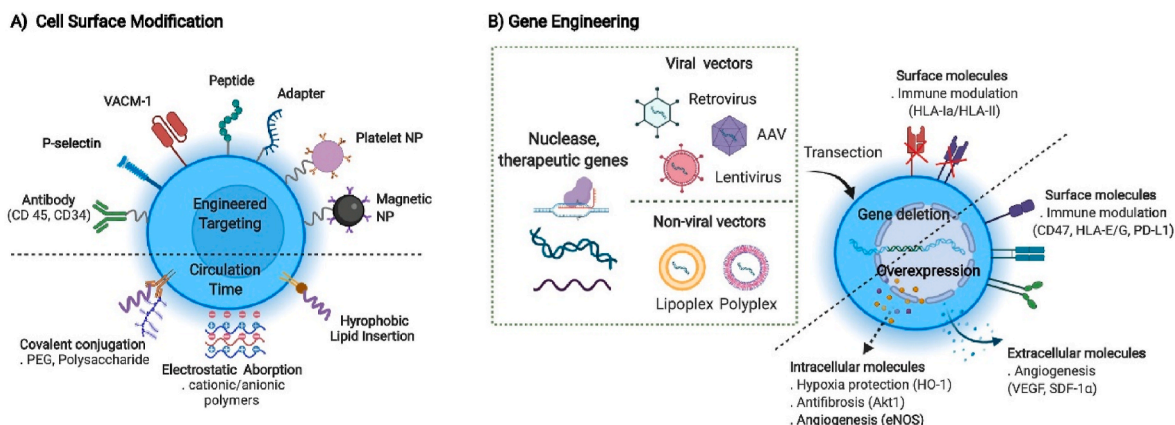 A) Cell Surface Modification
Peptide
VACM-1
Adapter
P-selectin
Platelet NP
Antibody
(CD 45, CD34)
Engineered
Targeting
Magnetic
NP
Circulation
Time
Covalent conjugation
. PEG, Polysaccharide
Electrostatic Aborption
. cationic/anionic
polymers
Hyrophobic
Lipid Insertion
B) Gene Engineering
Nuclease,
therapeutic genes
Viral vectors
Retrovirus
AAV
Lentivirus
Non-viral vectors
Lipoplex
Polyplex
Transection
Surface molecules
. Immune modulation
(HLA-Ia/HLA-II)
Gene deletion
Overexpression
Surface molecules
. Immune modulation
(CD47, HLA-E/G, PD-L1)
Intracellular molecules
. Hypoxia protection (HO-1)
. Antifibrosis (Akt1)
. Angiogenesis (eNOS)
Extracellular molecules
. Angiogenesis
(VEGF, SDF-1α)